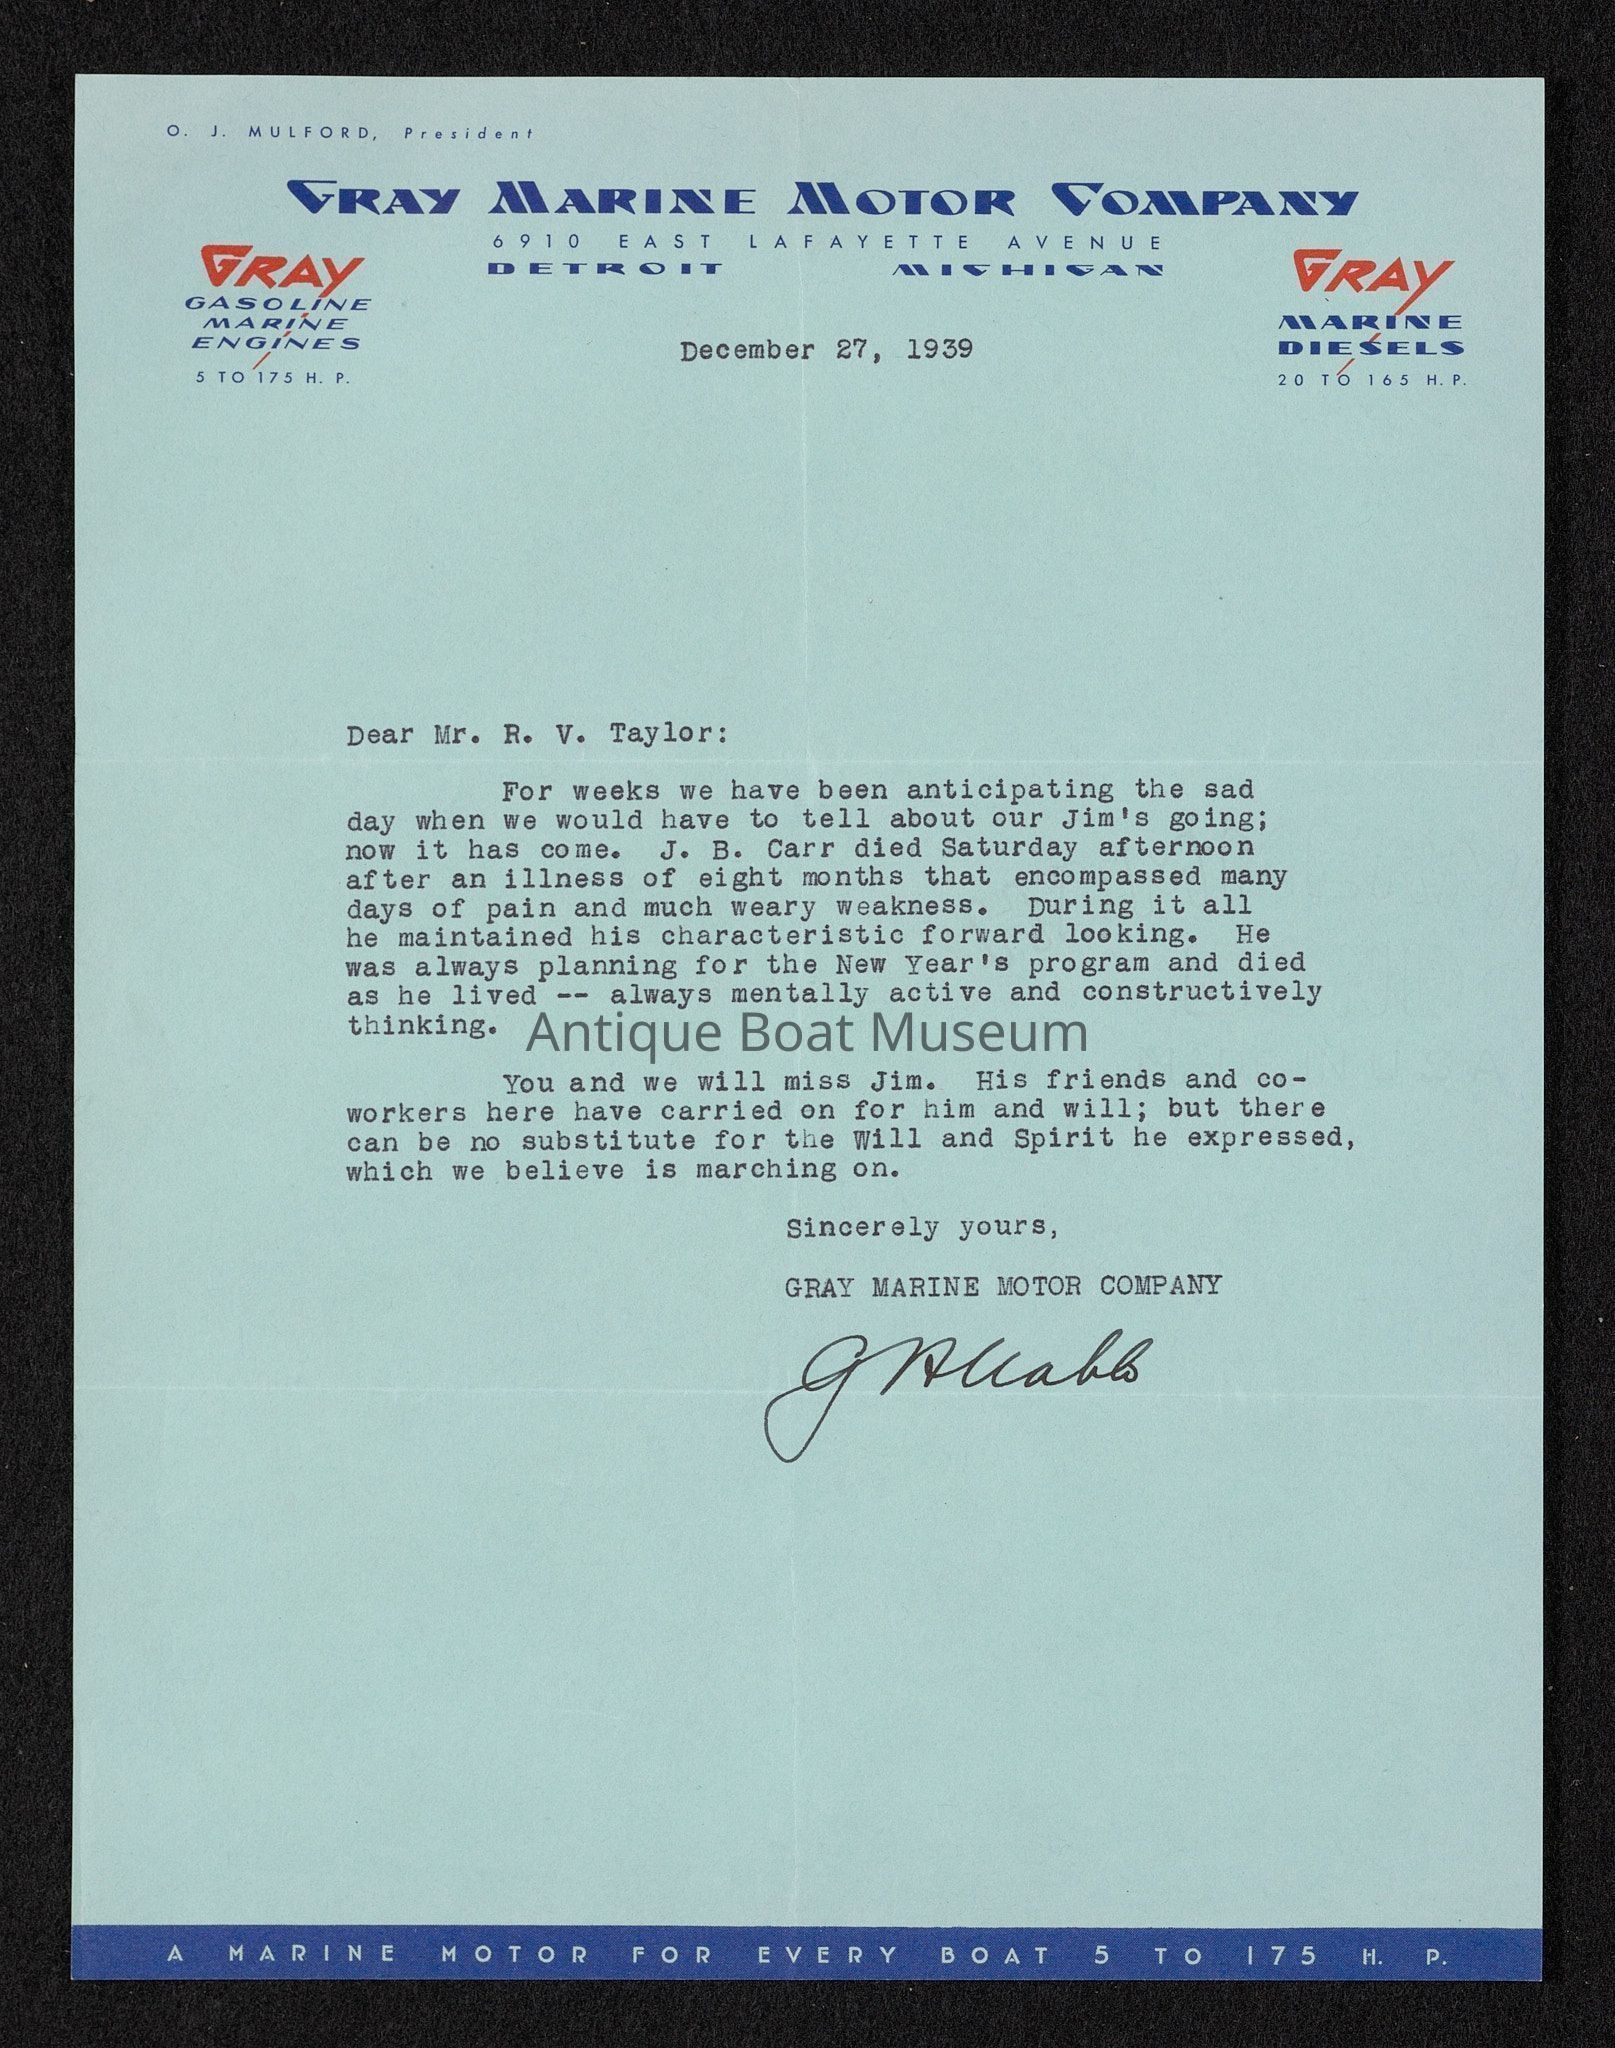 O. J. MULFORD, President
GRAY MARINE MOTOR COMPANY
6910 EAST LAFAYETTE AVENUE
DETROIT MICHIGAN
GRAY
GASOLINE
MARINE
ENGINES
5 TO 175 H. P.
GRAY
MARINE
DIESELS
20 TO 165 H. P.
December 27, 1939
Dear Mr. R. V. Taylor:
For weeks we have been anticipating the sad
day when we would have to tell about our Jim's going;
now it has come. J. B. Carr died Saturday afternoon
after an illness of eight months that encompassed many
days of pain and much weary weakness. During it all
he maintained his characteristic forward looking. He
was always planning for the New Year's program and died
as he lived -- always mentally active and constructively
thinking.
Antique Boat Museum
You and we will miss Jim. His friends and co-
workers here have carried on for him and will; but there
can be no substitute for the Will and Spirit he expressed,
which we believe is marching on.
Sincerely yours,
GRAY MARINE MOTOR COMPANY
A MARINE MOTOR FOR EVERY BOAT 5 TO 175 H. P.